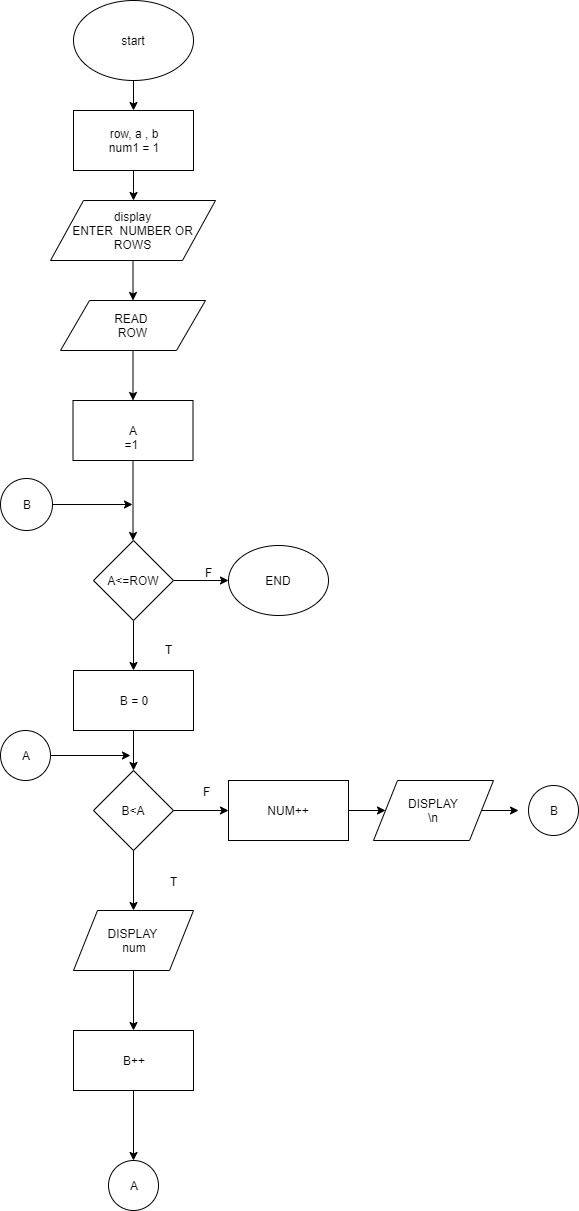 start
row, a , b
num1 = 1
display
ENTER NUMBER OR
ROWS
READ
ROW
A
=1
B
A<=ROW
F
END
T
B = 0
A
B<A
F
NUM++
DISPLAY
\n
B
T
DISPLAY
num
B++
A